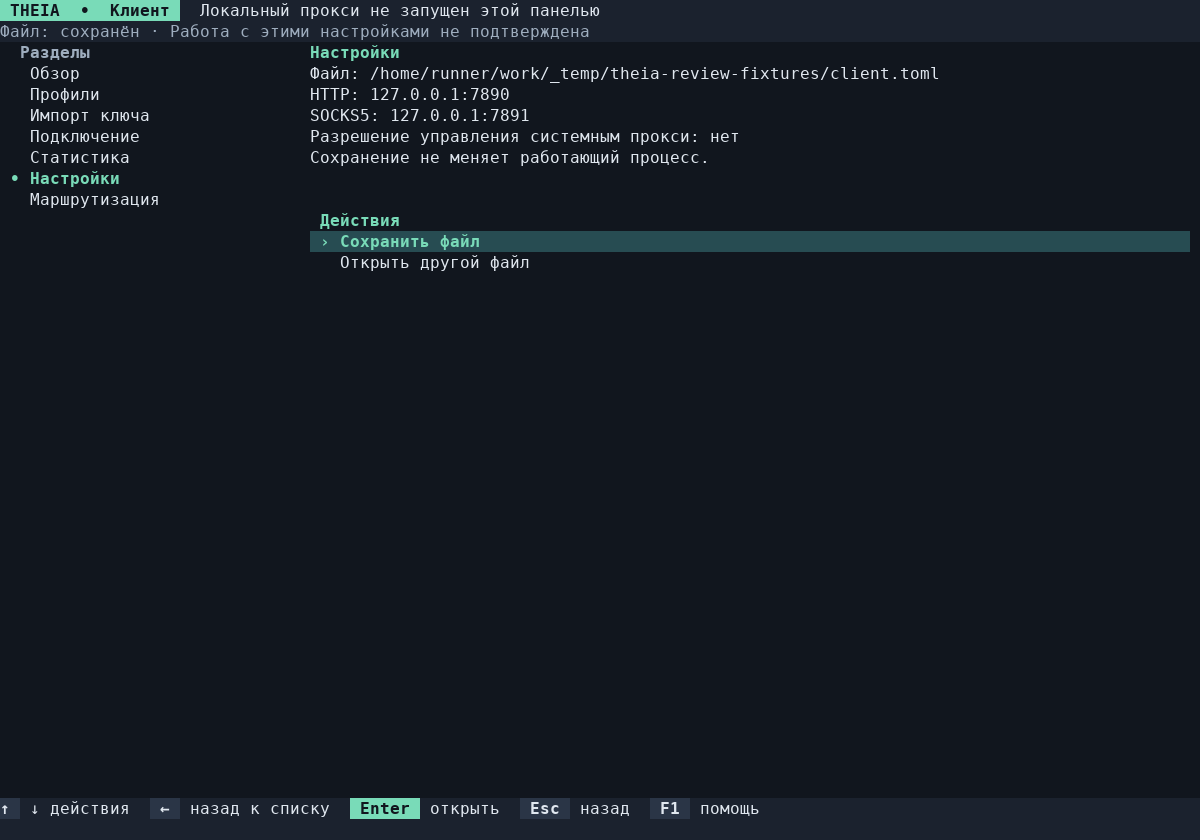 THEIA • Клиент Локальный прокси не запущен этой панелью
Файл: сохранён · Работа с этими настройками не подтверждена
Разделы
Обзор
Профили
Импорт ключа
Подключение
Статистика
• Настройки
Маршрутизация
Настройки
Файл: /home/runner/work/_temp/theia-review-fixtures/client.toml
HTTP: 127.0.0.1:7890
SOCKS5: 127.0.0.1:7891
Разрешение управления системным прокси: нет
Сохранение не меняет работающий процесс.
Действия
› Сохранить файл
Открыть другой файл
↑ ↓ действия ← назад к списку Enter открыть Esc назад F1 помощь